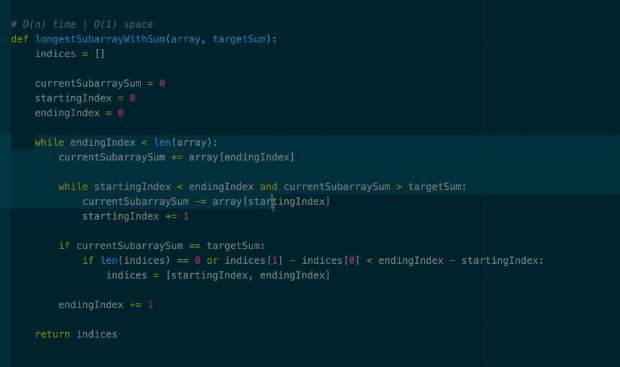 # O(n) time | O(1) space
def longestSubarrayWithSum(array, targetSum):
    indices = []

    currentSubarraySum = 0
    startingIndex = 0
    endingIndex = 0

    while endingIndex < len(array):
        currentSubarraySum += array[endingIndex]

        while startingIndex < endingIndex and currentSubarraySum > targetSum:
            currentSubarraySum -= array[startingIndex]
            startingIndex += 1

        if currentSubarraySum == targetSum:
            if len(indices) == 0 or indices[1] - indices[0] < endingIndex - startingIndex:
                indices = [startingIndex, endingIndex]

        endingIndex += 1

    return indices